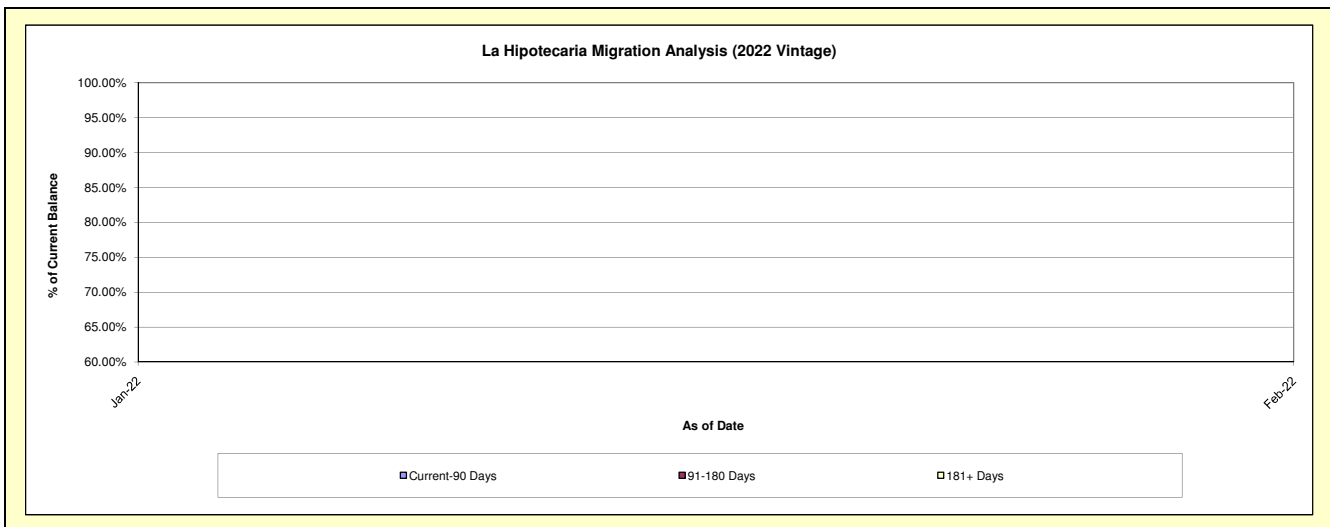 La Hipotecaria Migration Analysis (2022 Vintage)
100.00%
95.00%
90.00%
85.00%
80.00%
75.00%
70.00%
65.00%
60.00%
% of Current Balance
Jan-22
Feb-22
As of Date
Current-90 Days
91-180 Days
181+ Days